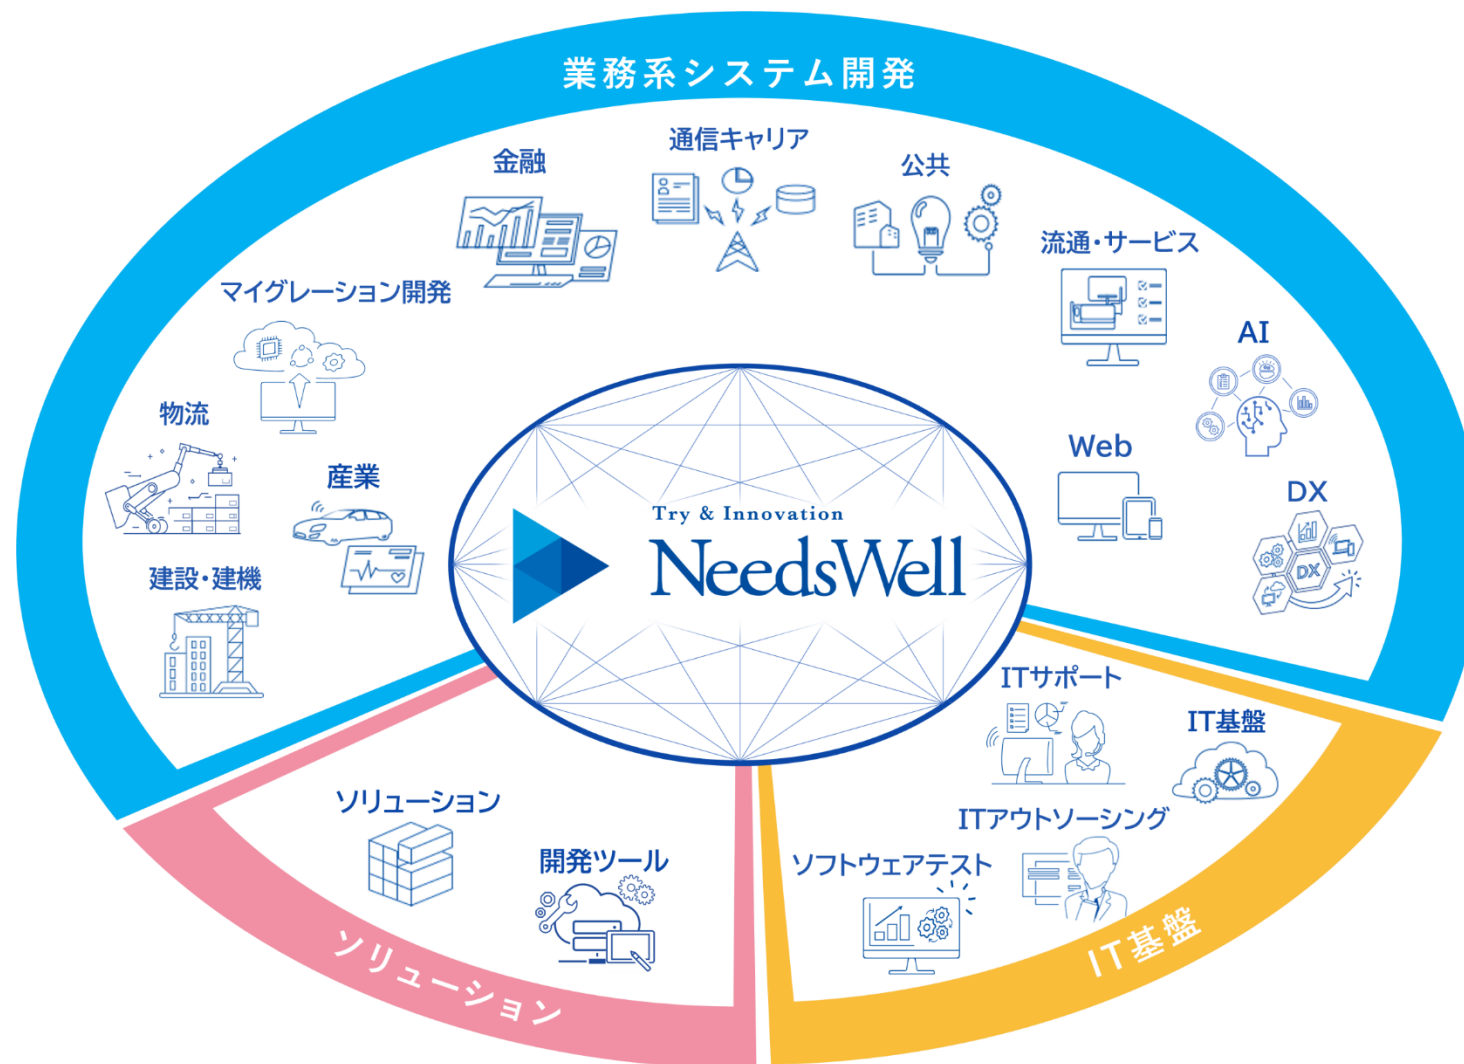 業務系システム開発
金融
通信キャリア
公共
流通・サービス
マイグレーション開発
AI
物流
産業
Web
DX
DX
建設・建機
Try & Innovation
NeedsWell
ITサポート
IT基盤
ソリューション
ITアウトソーシング
開発ツール
ソフトウェアテスト
ソリューション
IT基盤